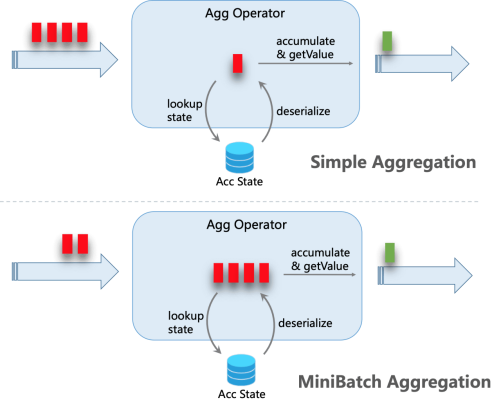 Agg Operator
accumulate
& getValue
lookup
state
deserialize
Acc State
Simple Aggregation
Agg Operator
accumulate
& getValue
lookup
state
deserialize
Acc State
MiniBatch Aggregation